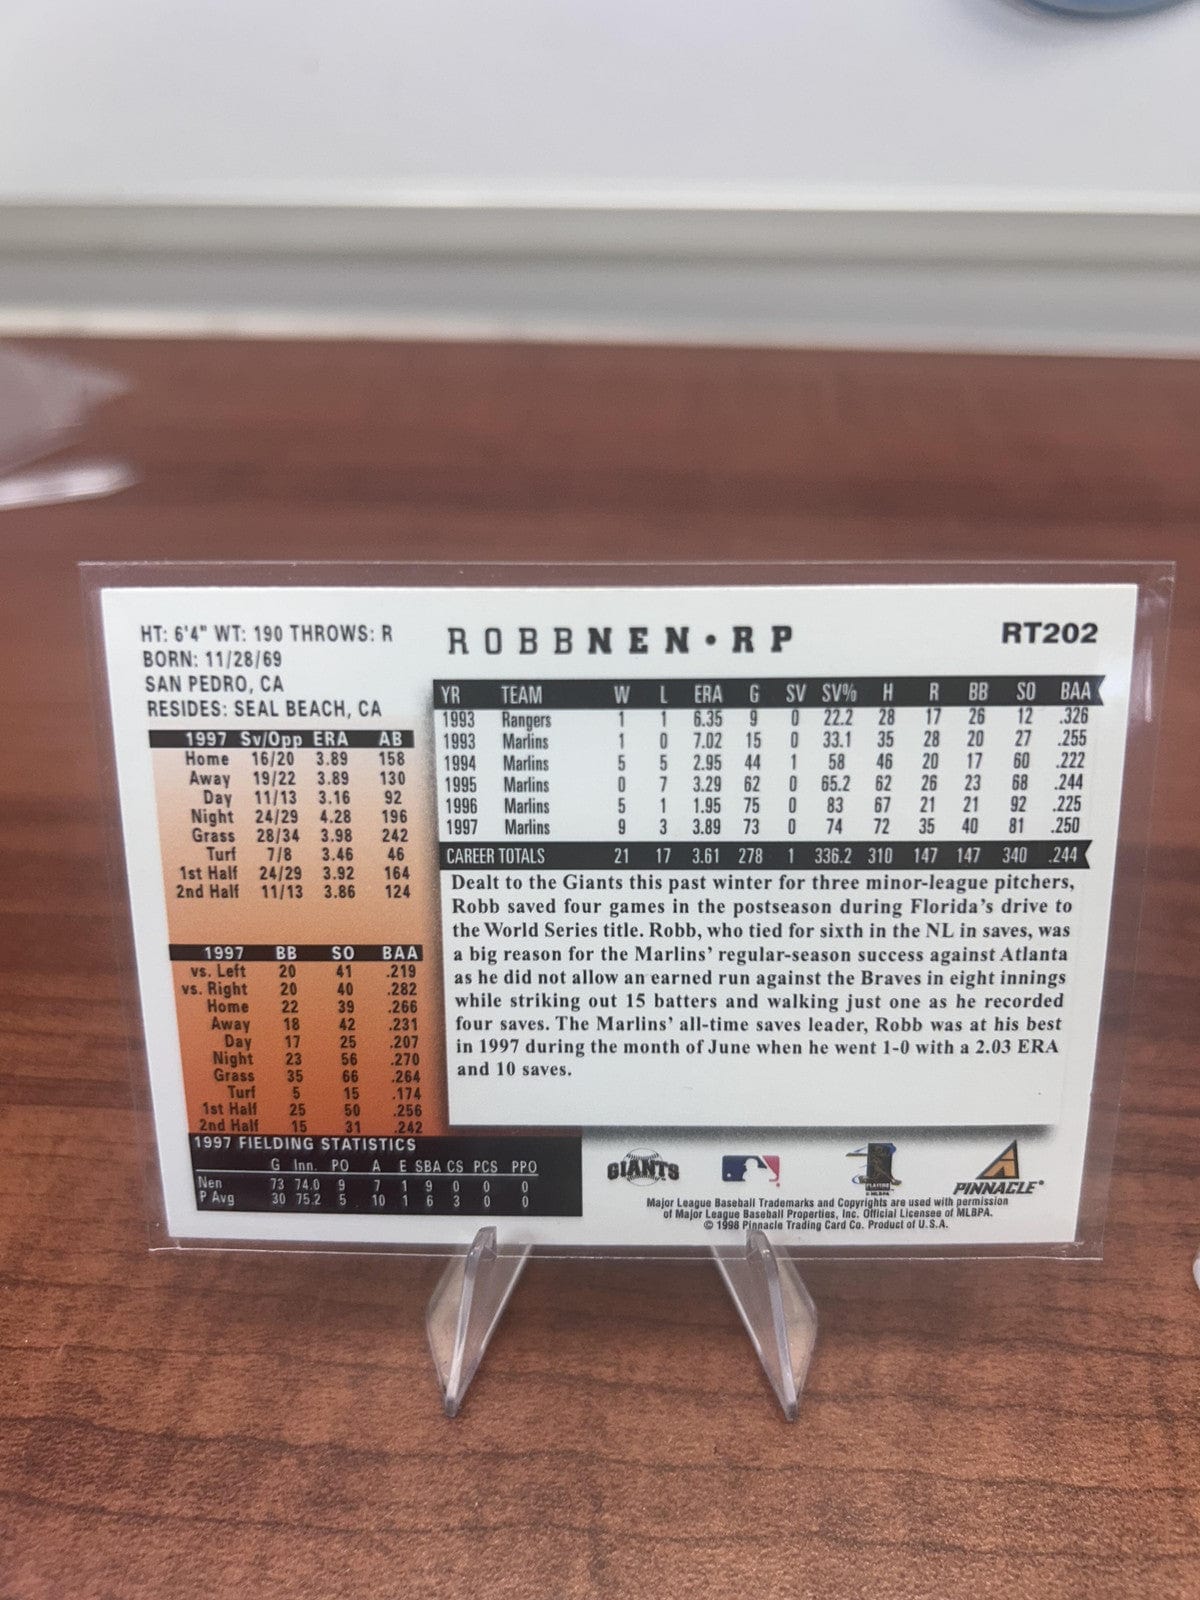 HT: 6'4" WT: 190 THROWS: R
BORN: 11/28/69
SAN PEDRO, CA
RESIDES: SEAL BEACH, CA
ROBBNEN•RP
RT202
1997 Sv/Opp ERA AB
Home 16/20 3.89 158
Away 19/22 3.89 130
Day 11/13 3.16 92
Night 24/29 4.28 196
Grass 28/34 3.98 242
Turf 7/8 3.46 46
1st Half 24/29 3.92 164
2nd Half 11/13 3.86 124
1997 BB SO BAA
vs. Left 20 41 .219
vs. Right 20 40 .282
Home 22 39 .266
Away 18 42 .231
Day 17 25 .207
Night 23 56 .270
Grass 35 66 .264
Turf 5 15 .174
1st Half 25 50 .256
2nd Half 15 31 .242
1997 FIELDING STATISTICS
G Inn. PO A E SBA CS PCS PPO
Nen 73 74.0 9 7 1 9 0 0 0
P Avg 30 75.2 5 10 1 6 3 0 0
YR TEAM W L ERA G SV SV% H R BB SO BAA
1993 Rangers 1 1 6.35 9 0 22.2 28 17 26 12 .326
1993 Marlins 1 0 7.02 15 0 33.1 35 28 20 27 .255
1994 Marlins 5 5 2.95 44 1 58 46 20 17 60 .222
1995 Marlins 0 7 3.29 62 0 65.2 62 26 23 68 .244
1996 Marlins 5 1 1.95 75 0 83 67 21 21 92 .225
1997 Marlins 9 3 3.89 73 0 74 72 35 40 81 .250
CAREER TOTALS 21 17 3.61 278 1 336.2 310 147 147 340 .244
Dealt to the Giants this past winter for three minor-league pitchers,
Robb saved four games in the postseason during Florida's drive to
the World Series title. Robb, who tied for sixth in the NL in saves, was
a big reason for the Marlins' regular-season success against Atlanta
as he did not allow an earned run against the Braves in eight innings
while striking out 15 batters and walking just one as he recorded
four saves. The Marlins' all-time saves leader, Robb was at his best
in 1997 during the month of June when he went 1-0 with a 2.03 ERA
and 10 saves.
GIANTS
PLAYERS
PINNACLE
Major League Baseball Trademarks and Copyrights are used with permission
of Major League Baseball Properties, Inc. Official Licensee of MLBPA.
© 1998 Pinnacle Trading Card Co. Product of U.S.A.